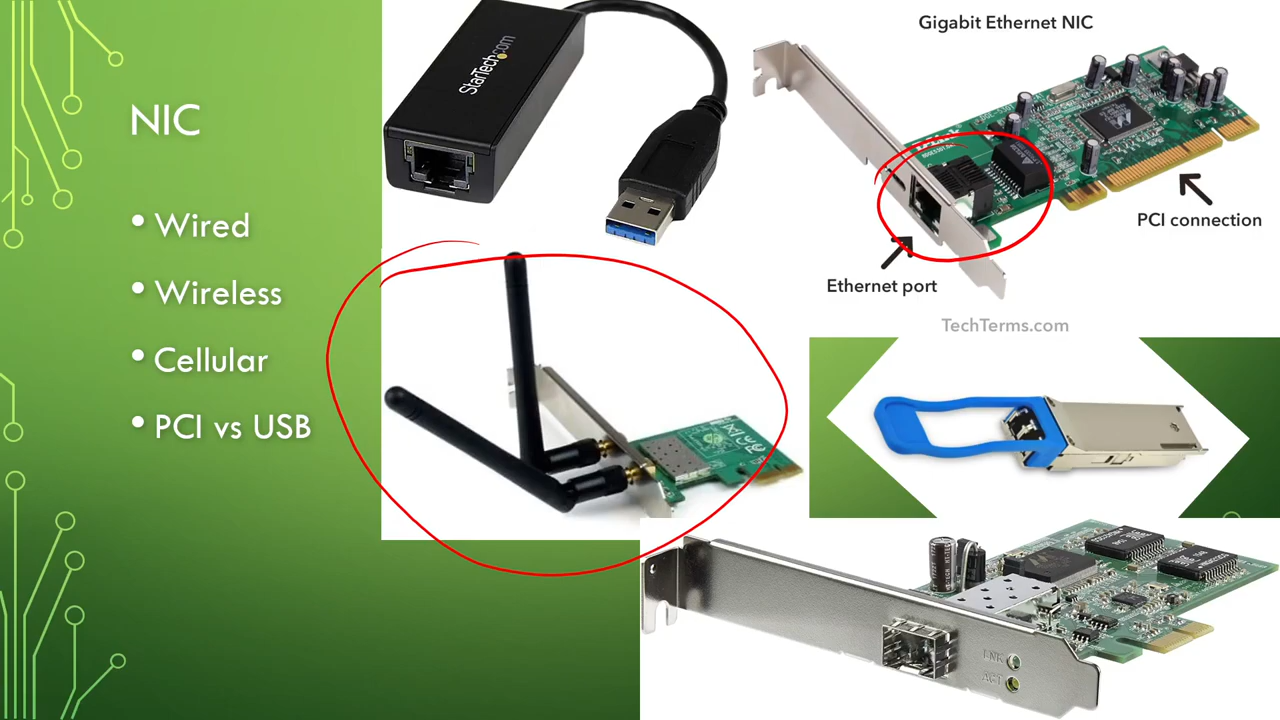 NIC
• Wired
• Wireless
• Cellular
• PCI vs USB
StarTech.com
Gigabit Ethernet NIC
PCI connection
Ethernet port
TechTerms.com
LNK
ACT